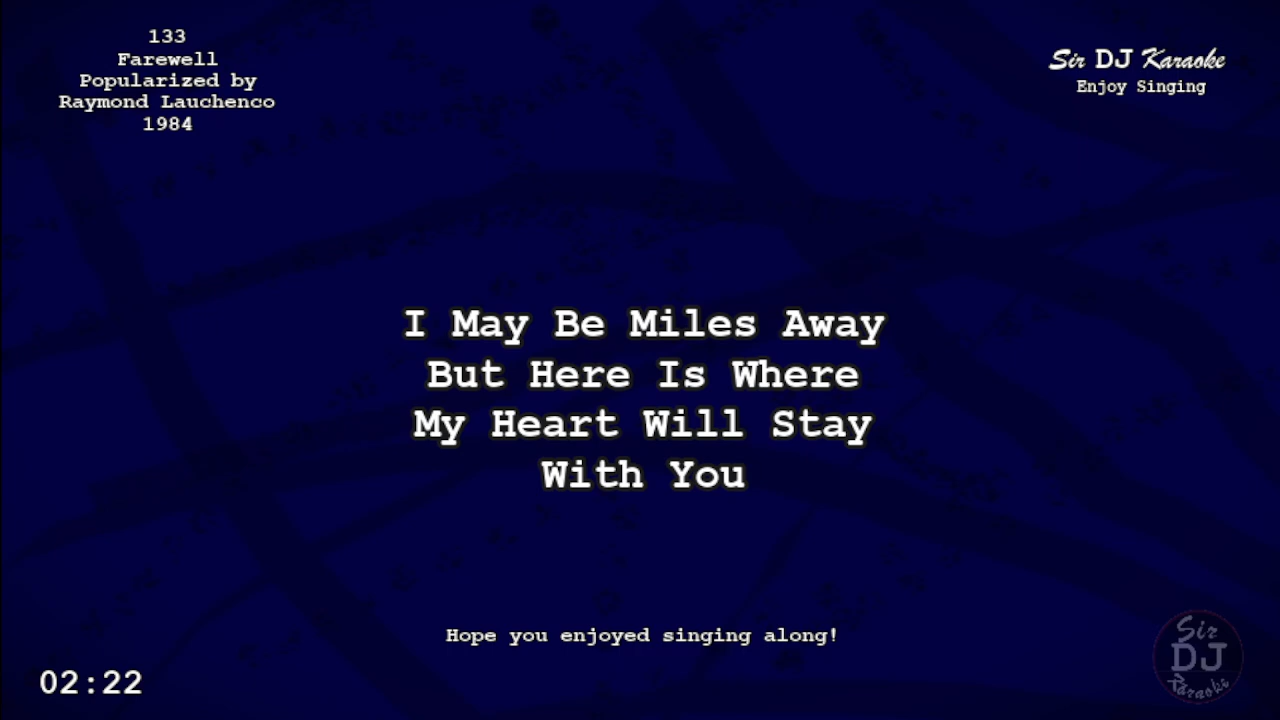 133
Farewell
Popularized by
Raymond Lauchenco
1984
Sir DJ Karaoke
Enjoy Singing
I May Be Miles Away
But Here Is Where
My Heart Will Stay
With You
Hope you enjoyed singing along!
02:22
Sir
DJ
Karaoke